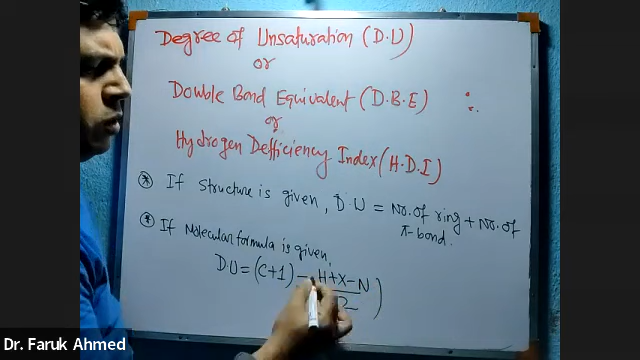 Degree of Unsaturation (D.U)
or
Double Bond Equivalent (D.B.E)
or
Hydrogen Defficiency Index (H.D.I)
If structure is given, D.U = No. of ring + No. of
π-bond.
If Molecular formula is given,
DU = (C+1) - H+X-N)
2
Dr. Faruk Ahmed